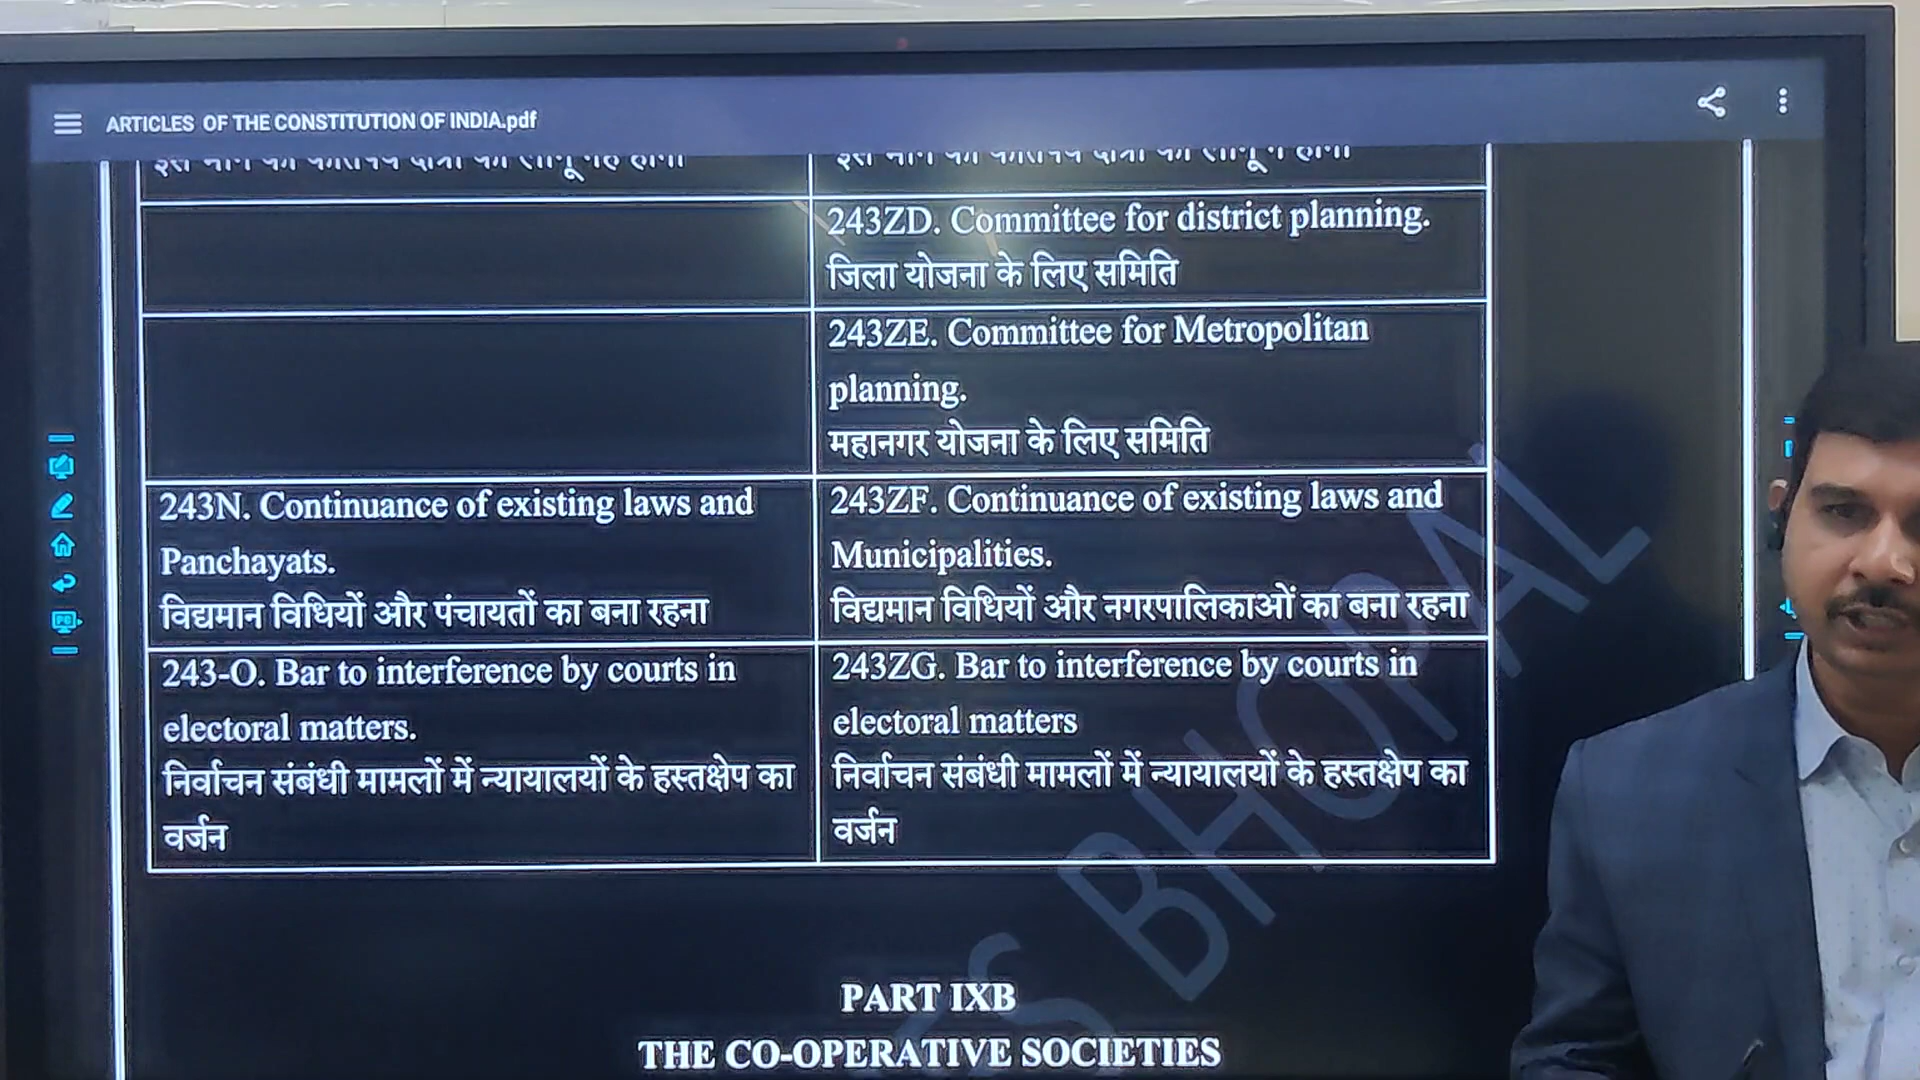 ARTICLES OF THE CONSTITUTION OF INDIA.pdf
243ZD. Committee for district planning.
जिला योजना के लिए समिति
243ZE. Committee for Metropolitan
planning.
महानगर योजना के लिए समिति
243N. Continuance of existing laws and
Panchayats.
विद्यमान विधियों और पंचायतों का बना रहना
243ZF. Continuance of existing laws and
Municipalities.
विद्यमान विधियों और नगरपालिकाओं का बना रहना
243-O. Bar to interference by courts in
electoral matters.
निर्वाचन संबंधी मामलों में न्यायालयों के हस्तक्षेप का
वर्जन
243ZG. Bar to interference by courts in
electoral matters
निर्वाचन संबंधी मामलों में न्यायालयों के हस्तक्षेप का
वर्जन
PART IXB
THE CO-OPERATIVE SOCIETIES
BHOPAL